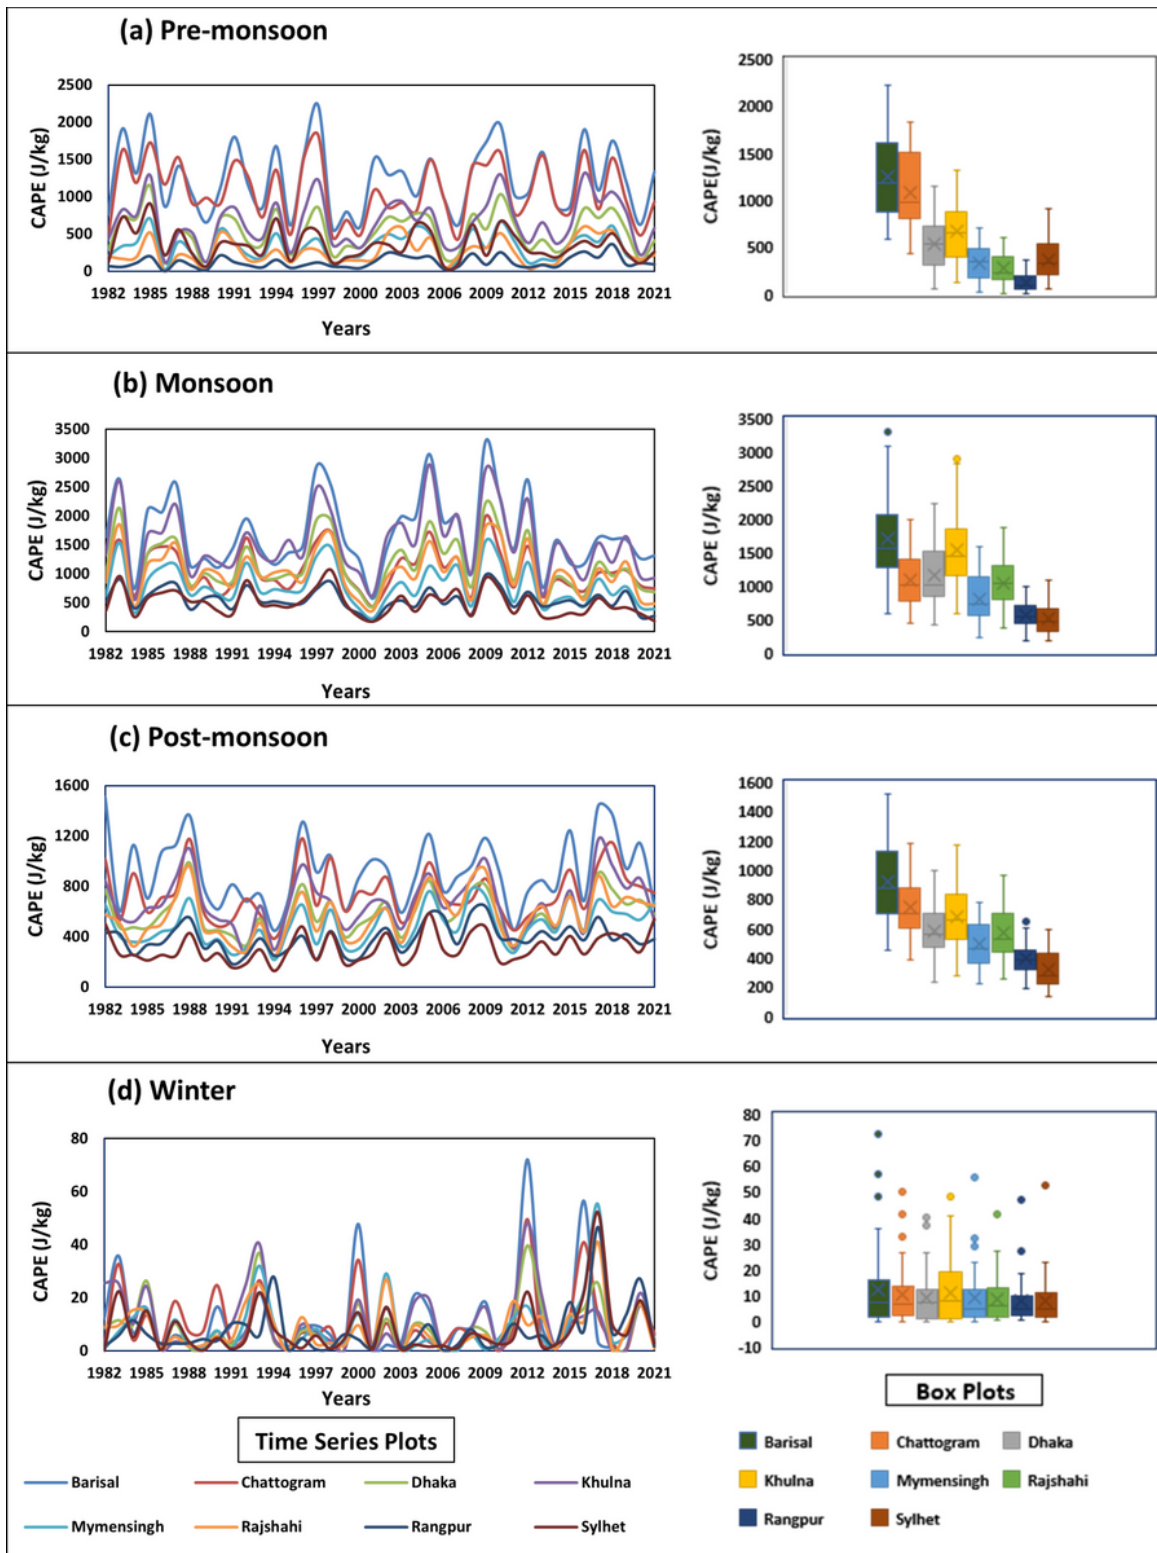 (a) Pre-monsoon
2500
2000
1500
1000
500
0
CAPE (J/kg)
1982 1985 1988 1991 1994 1997 2000 2003 2006 2009 2012 2015 2018 2021
Years
2500
2000
1500
1000
500
0
CAPE(J/kg)
(b) Monsoon
3500
3000
2500
2000
1500
1000
500
0
CAPE (J/kg)
1982 1985 1988 1991 1994 1997 2000 2003 2006 2009 2012 2015 2018 2021
Years
3500
3000
2500
2000
1500
1000
500
0
CAPE (J/kg)
(c) Post-monsoon
1600
1200
800
400
0
CAPE (J/kg)
1982 1985 1988 1991 1994 1997 2000 2003 2006 2009 2012 2015 2018 2021
Years
1600
1400
1200
1000
800
600
400
200
0
CAPE (J/kg)
(d) Winter
80
60
40
20
0
CAPE (J/kg)
1982 1985 1988 1991 1994 1997 2000 2003 2006 2009 2012 2015 2018 2021
Years
80
70
60
50
40
30
20
10
0
-10
CAPE (J/kg)
Time Series Plots
Barisal Chattogram Dhaka Khulna
Mymensingh Rajshahi Rangpur Sylhet
Box Plots
Barisal Chattogram Dhaka
Khulna Mymensingh Rajshahi
Rangpur Sylhet